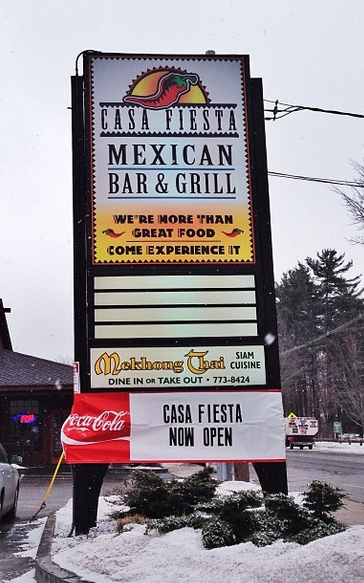 CASA FIESTA
MEXICAN
BAR & GRILL
WE'RE MORE THAN
GREAT FOOD
COME EXPERIENCE IT
Mekhong Thai
SIAM
CUISINE
DINE IN OR TAKE OUT • 773-8424
Coca-Cola
CASA FIESTA
NOW OPEN